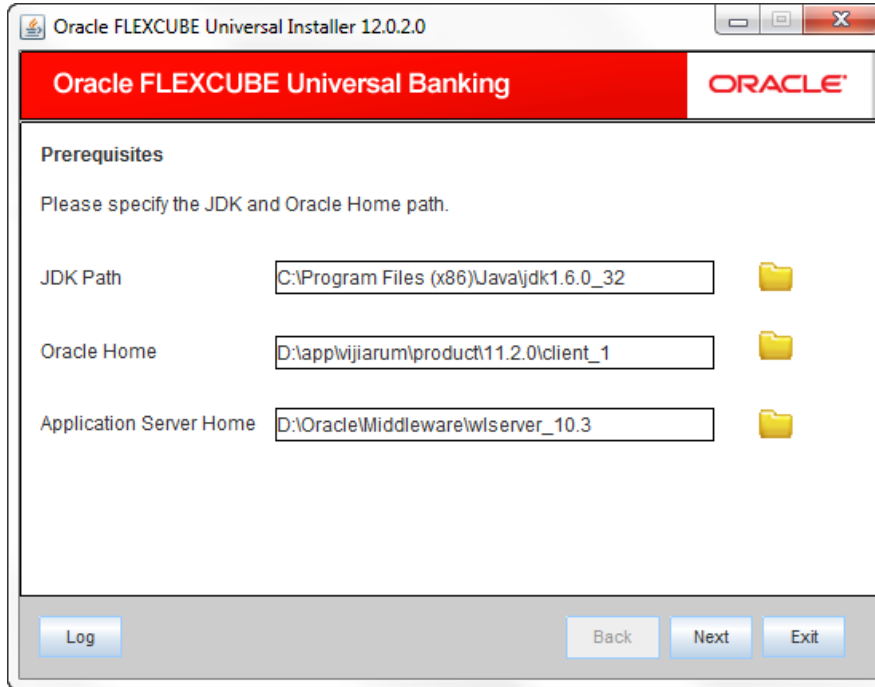 Oracle FLEXCUBE Universal Installer 12.0.2.0
Oracle FLEXCUBE Universal Banking
ORACLE
Prerequisites
Please specify the JDK and Oracle Home path.
JDK Path C:\Program Files (x86)\Java\jdk1.6.0_32
Oracle Home D:\app\vijiarum\product\11.2.0\client_1
Application Server Home D:\Oracle\Middleware\wlserver_10.3
Log Back Next Exit